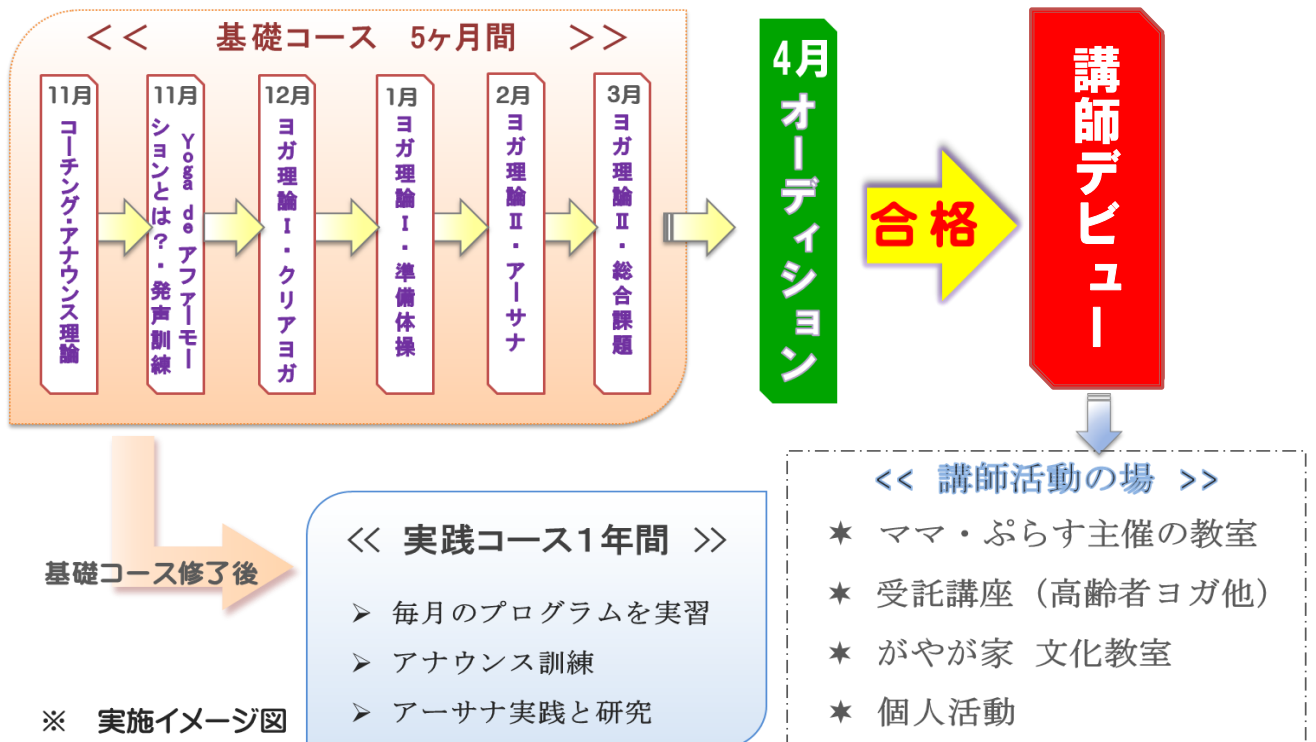 << 基礎コース 5ヶ月間 >>
11月
コーチング・アナウンス理論
11月
Yoga de アファーモー
ションとは？・発声訓練
12月
ヨガ理論Ⅰ・クリアヨガ
1月
ヨガ理論Ⅰ・準備体操
2月
ヨガ理論Ⅱ・アーサナ
3月
ヨガ理論Ⅱ・総合課題
4月
オーディション
合格
講師デビュー
基礎コース修了後
<< 実践コース1年間 >>
➢ 毎月のプログラムを実習
➢ アナウンス訓練
➢ アーサナ実践と研究
<< 講師活動の場 >>
★ ママ・ぷらす主催の教室
★ 受託講座（高齢者ヨガ他）
★ がやが家 文化教室
★ 個人活動
※ 実施イメージ図